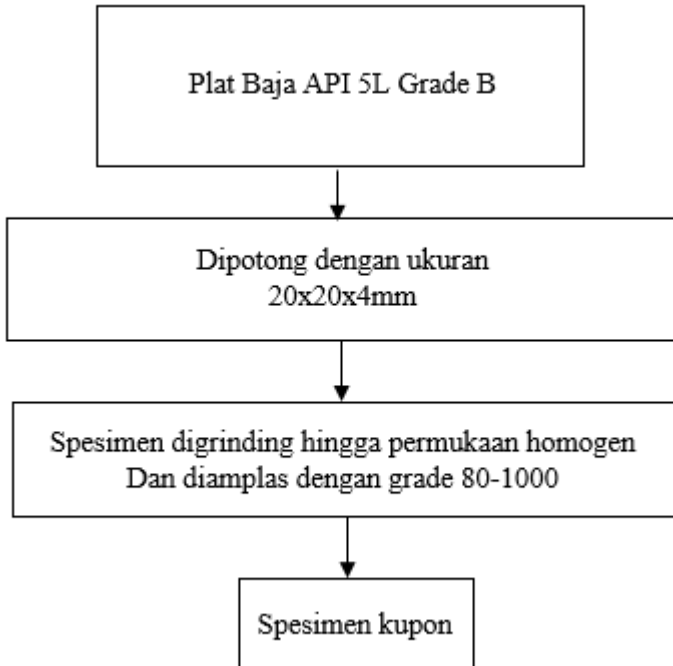 Plat Baja API 5L Grade B
Dipotong dengan ukuran
20x20x4mm
Spesimen digrinding hingga permukaan homogen
Dan diamplas dengan grade 80-1000
Spesimen kupon